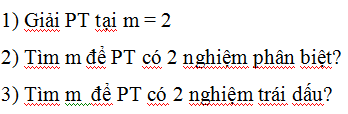 1) Giải PT tại m = 2
2) Tìm m để PT có 2 nghiệm phân biệt?
3) Tìm m để PT có 2 nghiệm trái dấu?